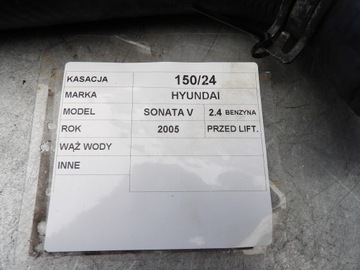 KASACJA 150/24
MARKA HYUNDAI
MODEL SONATA V 2.4 BENZYNA
ROK 2005 PRZED LIFT.
WĄŻ WODY
INNE